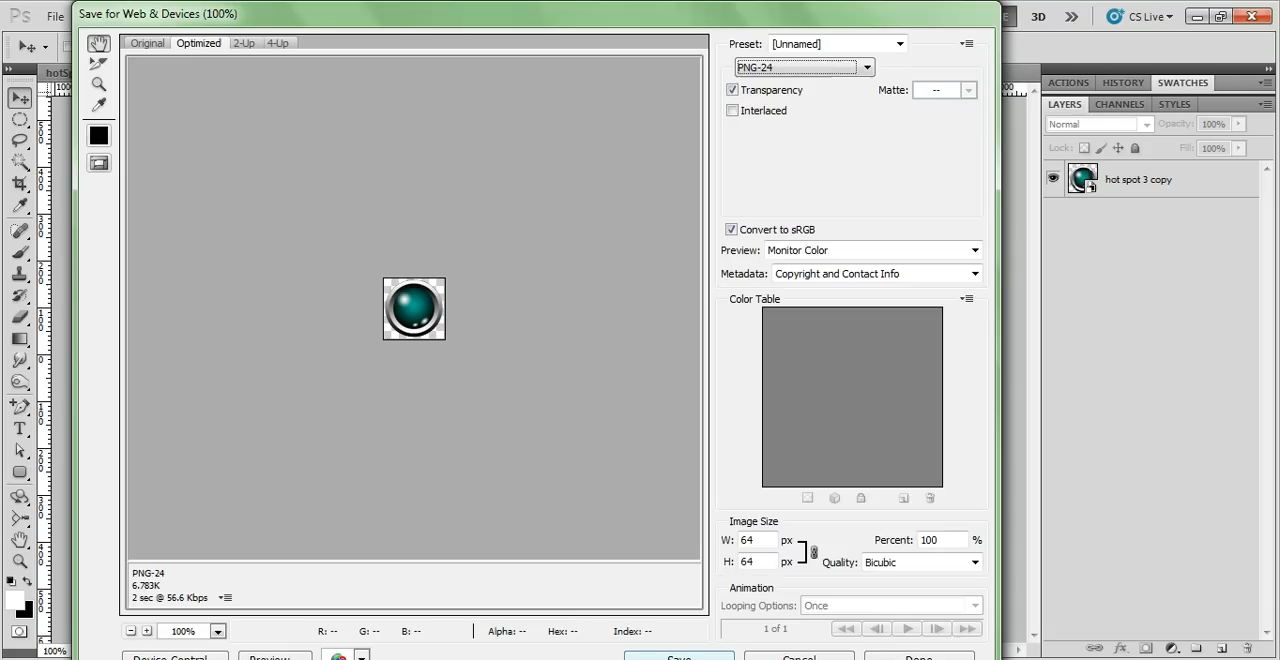 Save for Web & Devices (100%)
Ps
File
3D
CS Live
Original
Optimized
2-Up
4-Up
Preset:
[Unnamed]
PNG-24
Transparency
Matte:
--
Interlaced
Convert to sRGB
Preview:
Monitor Color
Metadata:
Copyright and Contact Info
Color Table
Image Size
W: 64 px
Percent: 100 %
H: 64 px
Quality: Bicubic
Animation
Looping Options: Once
1 of 1
PNG-24
6.783K
2 sec @ 56.6 Kbps
100%
R: --
G: --
B: --
Alpha: --
Hex: --
Index: --
Device Central...
Preview...
Save
Cancel
Done
ACTIONS
HISTORY
SWATCHES
LAYERS
CHANNELS
STYLES
Normal
Opacity: 100%
Lock:
Fill: 100%
hot spot 3 copy
100%